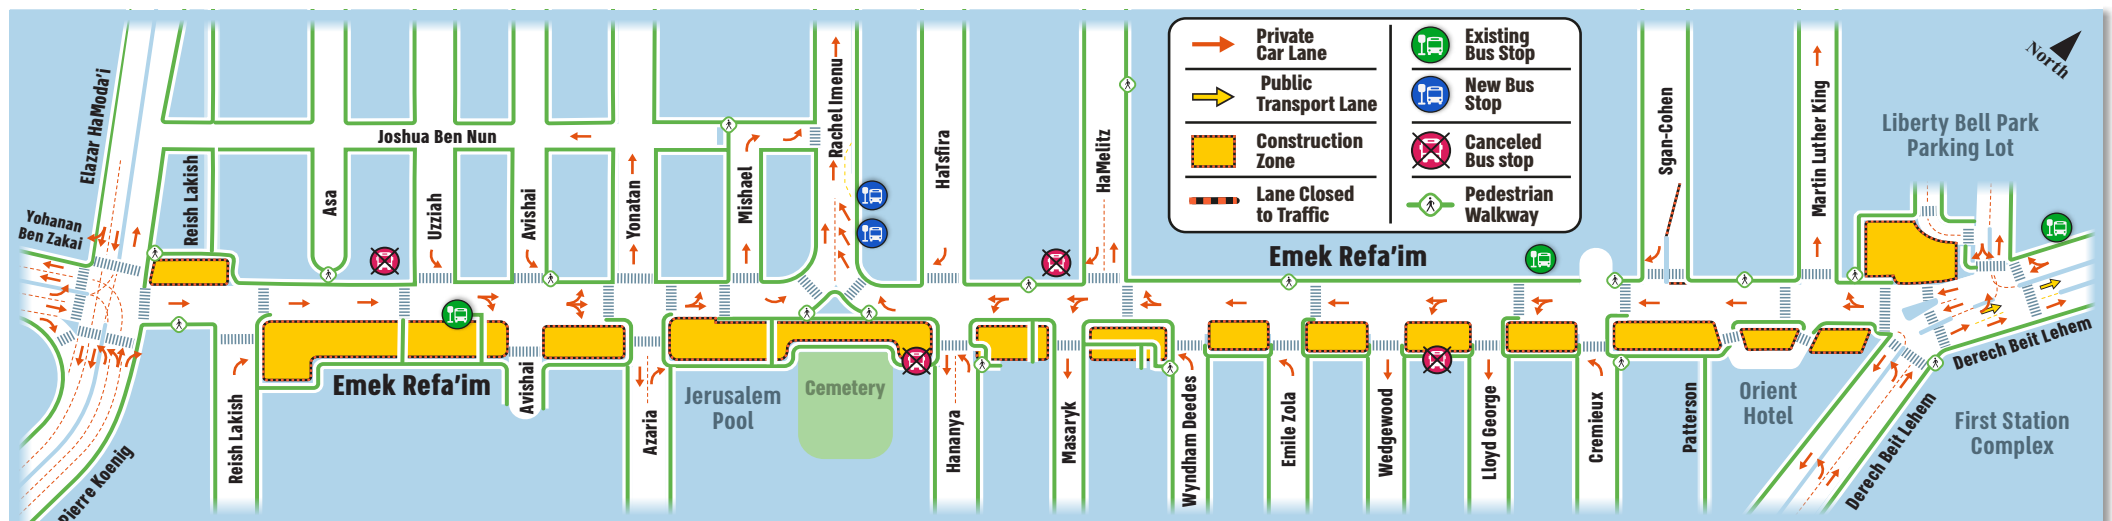 Elazar HaModa'i
Yohanan
Ben Zakai
Reish Lakish
Joshua Ben Nun
Asa
Uzziah
Avishai
Yonatan
Mishael
Rachel Imenu
HaTsfira
HaMelitz
Private
Car Lane
Public
Transport Lane
Construction
Zone
Lane Closed
to Traffic
Existing
Bus Stop
New Bus
Stop
Canceled
Bus stop
Pedestrian
Walkway
Sgan-Cohen
Martin Luther King
Liberty Bell Park
Parking Lot
North
Emek Refa'im
Pierre Koenig
Reish Lakish
Emek Refa'im
Avishai
Azaria
Jerusalem
Pool
Cemetery
Hananya
Masaryk
Wyndham Deedes
Emile Zola
Wedgewood
Lloyd George
Cremieux
Patterson
Orient
Hotel
Derech Beit Lehem
Derech Beit Lehem
First Station
Complex